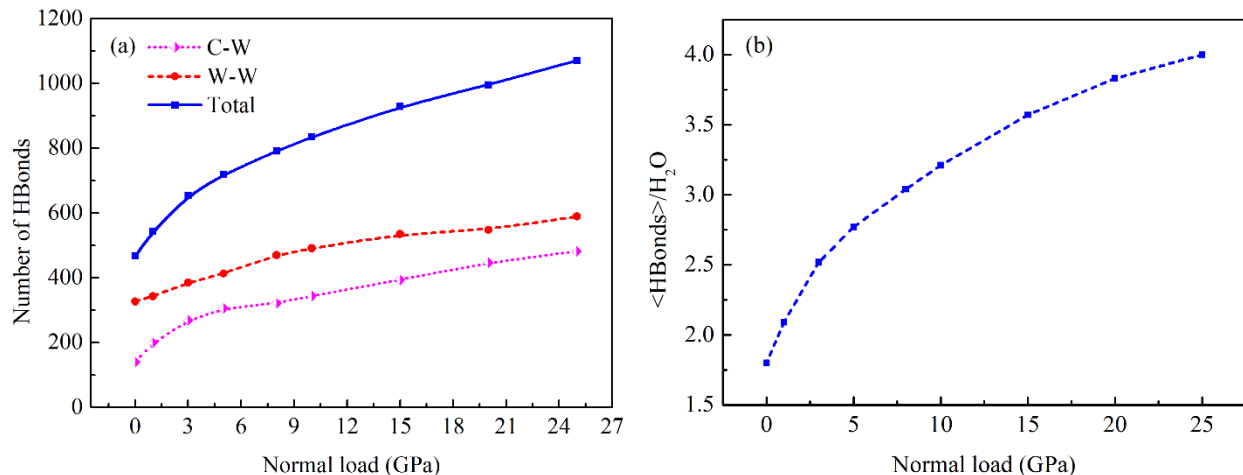 (a)
C-W
W-W
Total
Number of HBonds
1200
1000
800
600
400
200
0
0 3 6 9 12 15 18 21 24 27
Normal load (GPa)
(b)
<HBonds>/H₂O
4.0
3.5
3.0
2.5
2.0
1.5
0 5 10 15 20 25
Normal load (GPa)